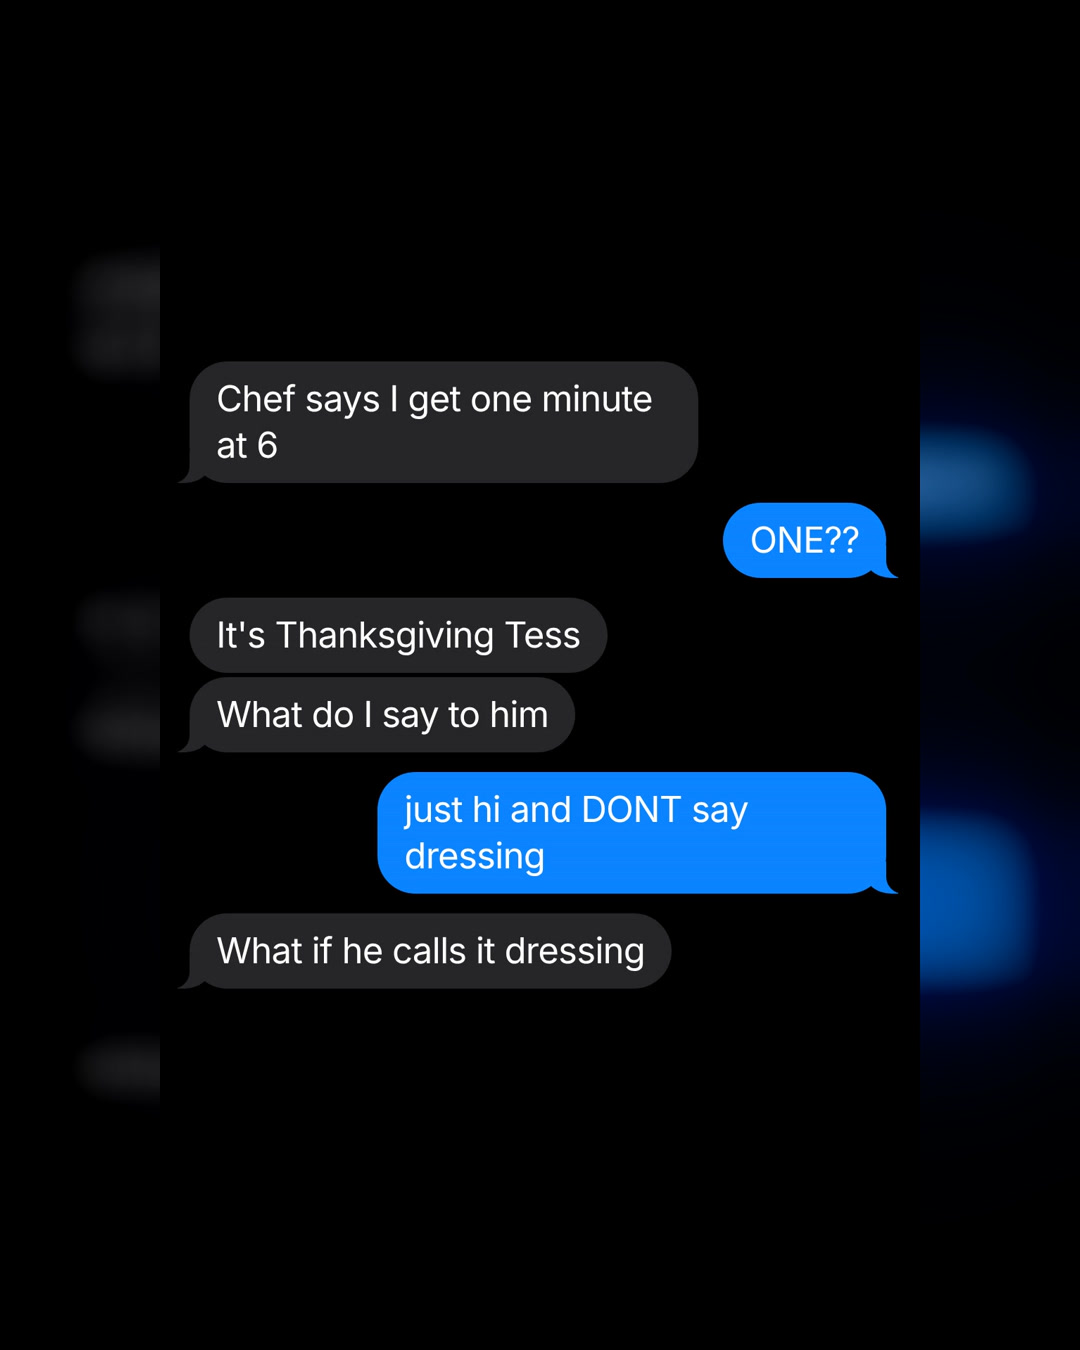 Chef says I get one minute
at 6
ONE??
It's Thanksgiving Tess
What do I say to him
just hi and DONT say
dressing
What if he calls it dressing